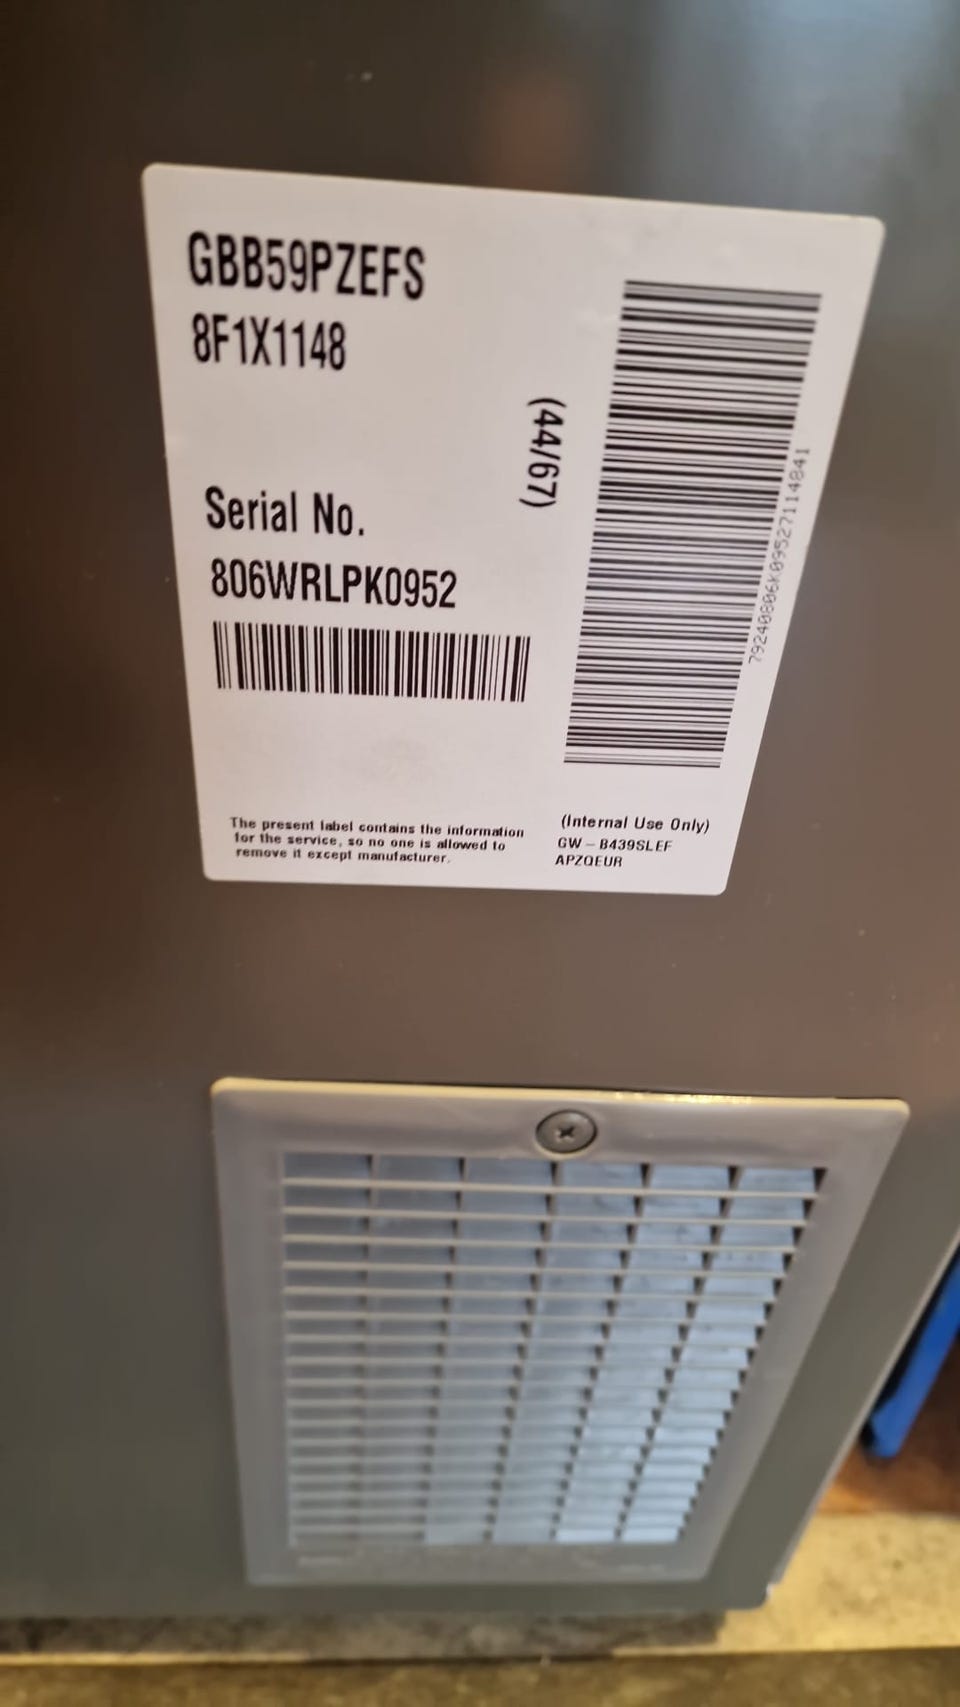 GBB59PZEFS
8F1X1148
(44/67)
Serial No.
806WRLPK0952
79240806K09527114841
The present label contains the information
for the service, so no one is allowed to
remove it except manufacturer.
(Internal Use Only)
GW - B439SLEF
APZQEUR